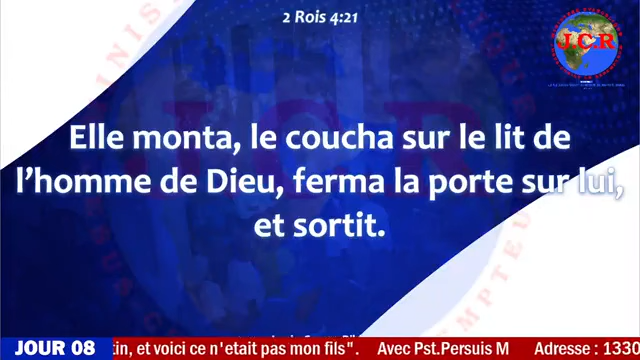 2 Rois 4:21
J.C.R
Elle monta, le coucha sur le lit de
l'homme de Dieu, ferma la porte sur lui,
et sortit.
JOUR 08 tin, et voici ce n'etait pas mon fils". Avec Pst.Persuis M Adresse : 1330